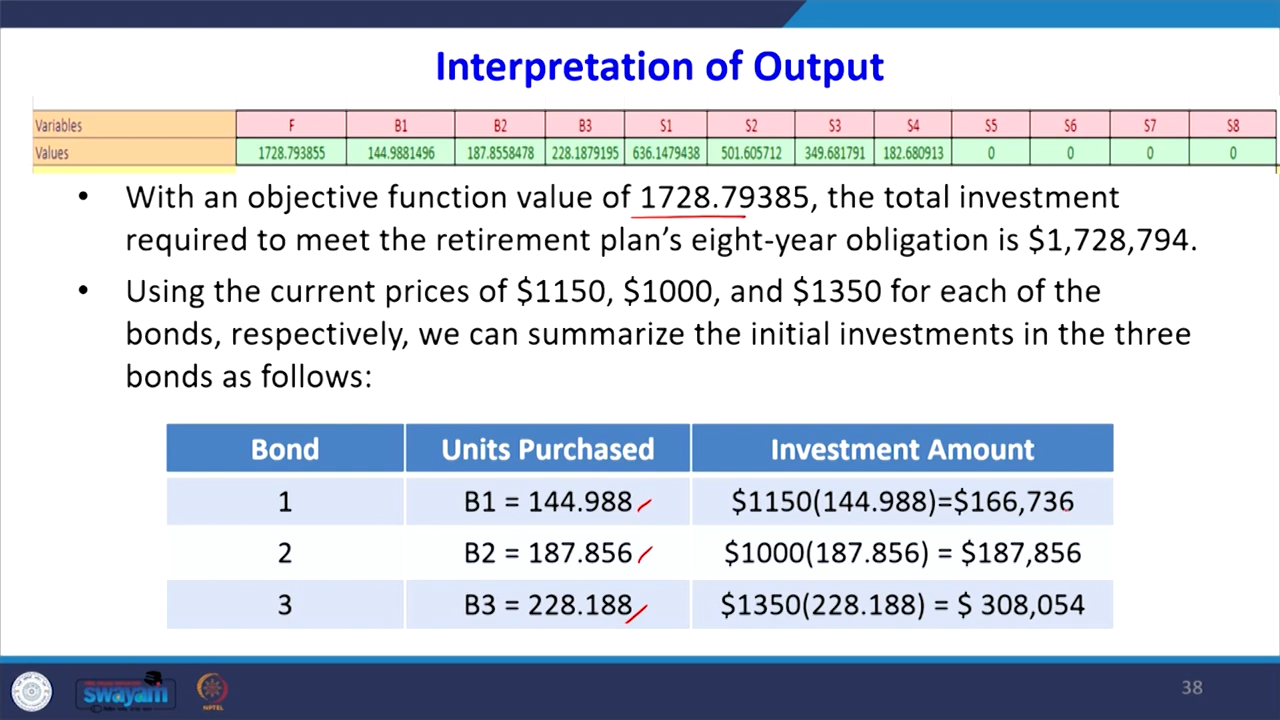 Interpretation of Output
Variables F B1 B2 B3 S1 S2 S3 S4 S5 S6 S7 S8
Values 1728.793855 144.9881496 187.8558478 228.1879195 636.1479438 501.605712 349.681791 182.680913 0 0 0 0
• With an objective function value of 1728.79385, the total investment
required to meet the retirement plan’s eight-year obligation is $1,728,794.
• Using the current prices of $1150, $1000, and $1350 for each of the
bonds, respectively, we can summarize the initial investments in the three
bonds as follows:
Bond Units Purchased Investment Amount
1 B1 = 144.988 $1150(144.988)=$166,736
2 B2 = 187.856 $1000(187.856) = $187,856
3 B3 = 228.188 $1350(228.188) = $ 308,054
swayam NPTEL 38